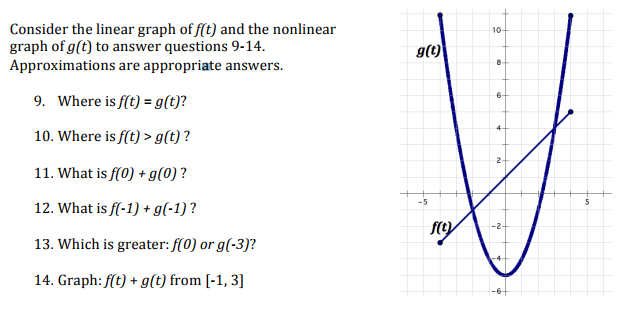 Consider the linear graph of f(t) and the nonlinear
graph of g(t) to answer questions 9-14.
Approximations are appropriate answers.
9. Where is f(t) = g(t)?
10. Where is f(t) > g(t) ?
11. What is f(0) + g(0) ?
12. What is f(-1) + g(-1) ?
13. Which is greater: f(0) or g(-3)?
14. Graph: f(t) + g(t) from [-1, 3]
10
g(t)
8
6
4
2
-5
5
f(t)
-2
-4
-6